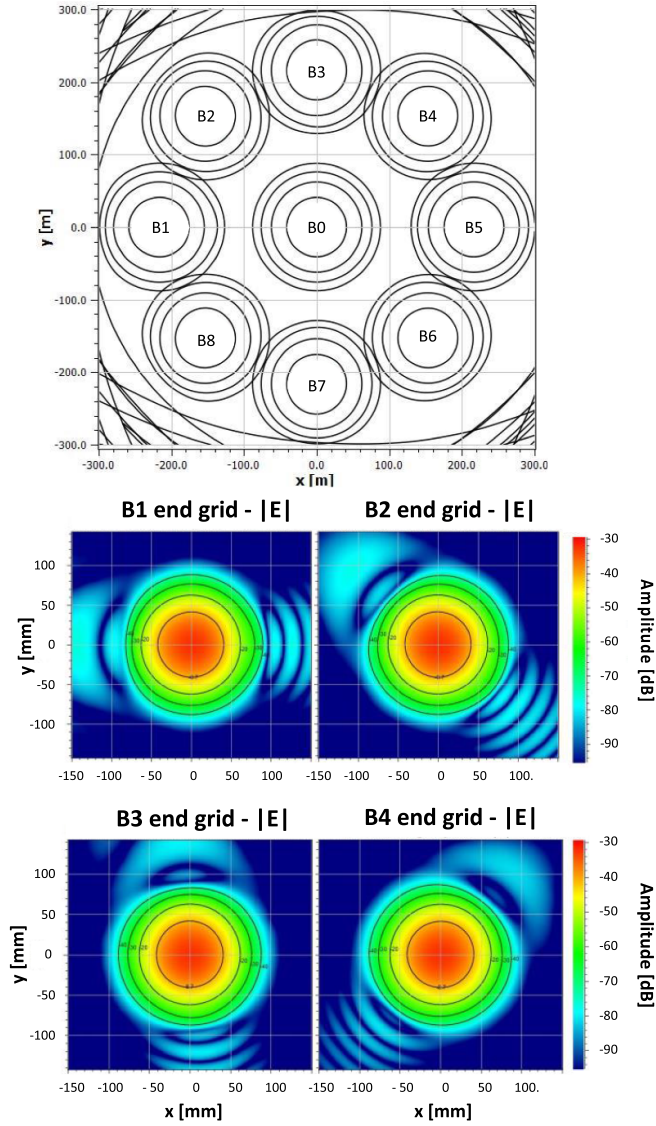 300.0
B3
B2
B4
200.0
100.0
y [m]
0.0
B1
B0
B5
-100.0
B8
B6
B7
-200.0
-300.0
-300.0 -200.0 -100.0 0.0 100.0 200.0 300.0
x [m]
B1 end grid - |E|
B2 end grid - |E|
y [mm]
100
50
0
-50
-100
-150 -100 - 50 0 50 100
-150 -100 - 50 0 50 100
-30
-40
-50
-60
-70
-80
-90
Amplitude [dB]
B3 end grid - |E|
B4 end grid - |E|
y [mm]
100
50
0
-50
-100
-150 -100 - 50 0 50 100
-150 -100 - 50 0 50 100.
x [mm]
x [mm]
-30
-40
-50
-60
-70
-80
-90
Amplitude [dB]